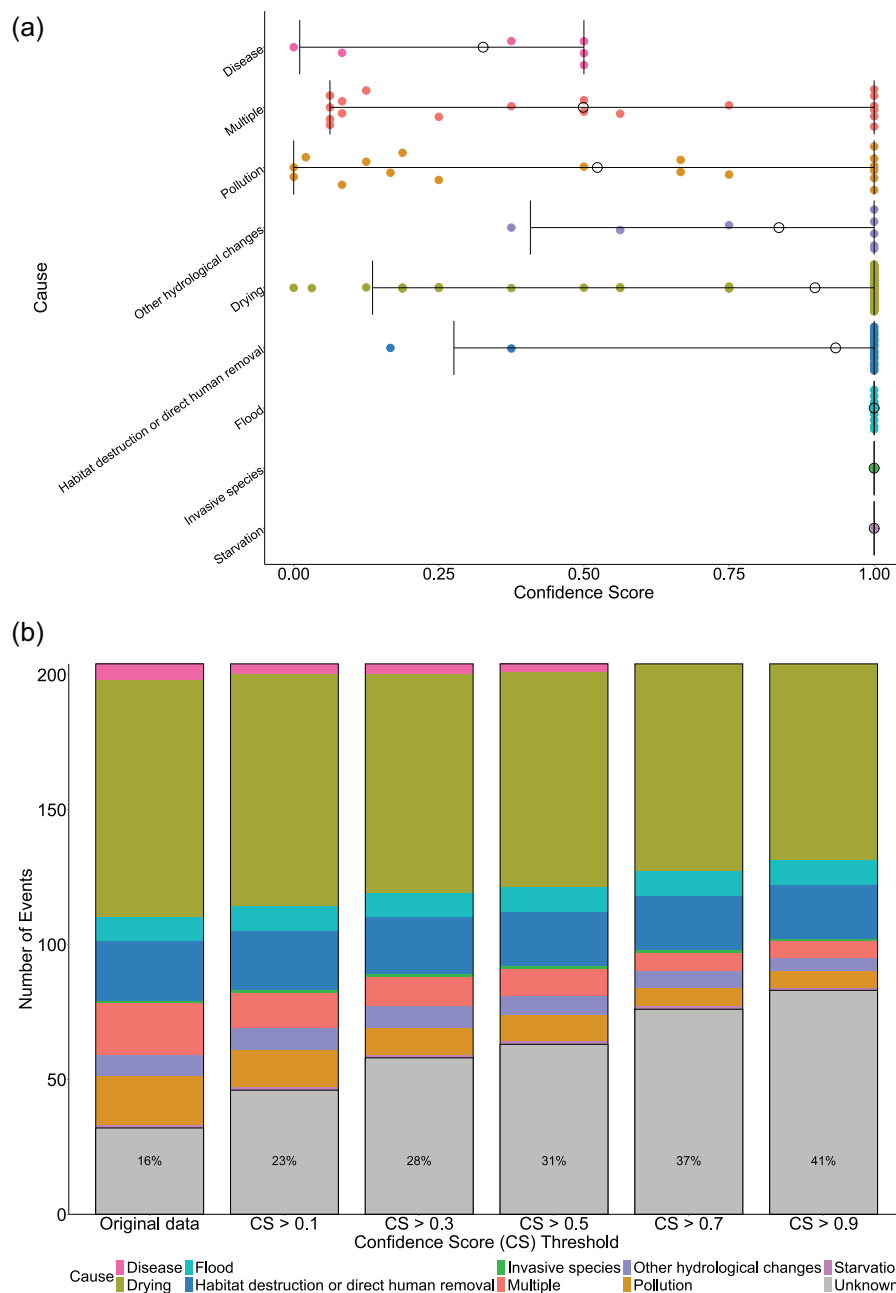 (a)
Cause
Disease
Multiple
Pollution
Other hydrological changes
Drying
Habitat destruction or direct human removal
Flood
Invasive species
Starvation
0.00 0.25 0.50 0.75 1.00
Confidence Score
(b)
Number of Events
200
150
100
50
0
16% 23% 28% 31% 37% 41%
Original data CS > 0.1 CS > 0.3 CS > 0.5 CS > 0.7 CS > 0.9
Confidence Score (CS) Threshold
Cause
Disease Flood Invasive species Other hydrological changes Starvation
Drying Habitat destruction or direct human removal Multiple Pollution Unknown